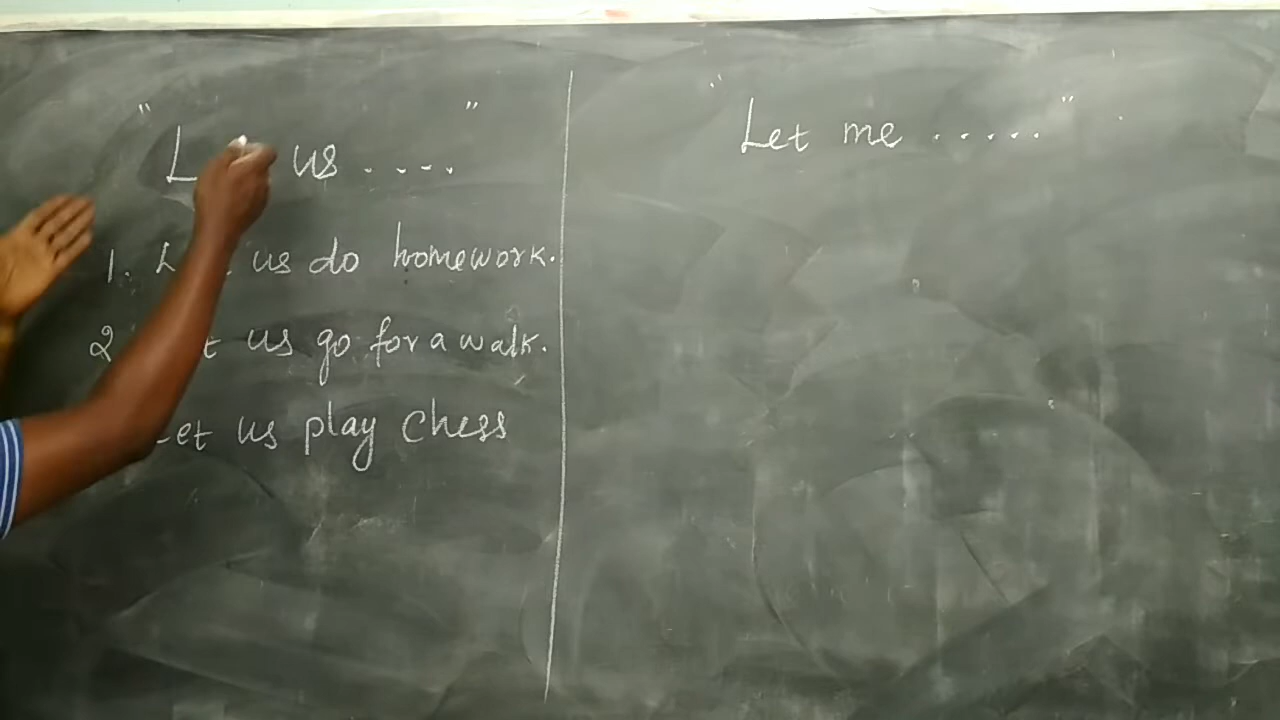 " Let us .... "
1. Let us do homework.
2 Let us go for a walk.
Let us play chess
" Let me ..... "